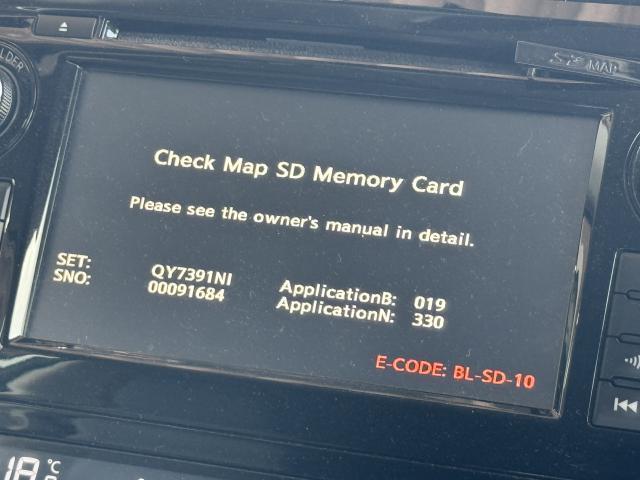 MAP
Check Map SD Memory Card
Please see the owner's manual in detail.
SET: QY7391NI ApplicationB: 019
SNO: 00091684 ApplicationN: 330
E-CODE: BL-SD-10
18 °C